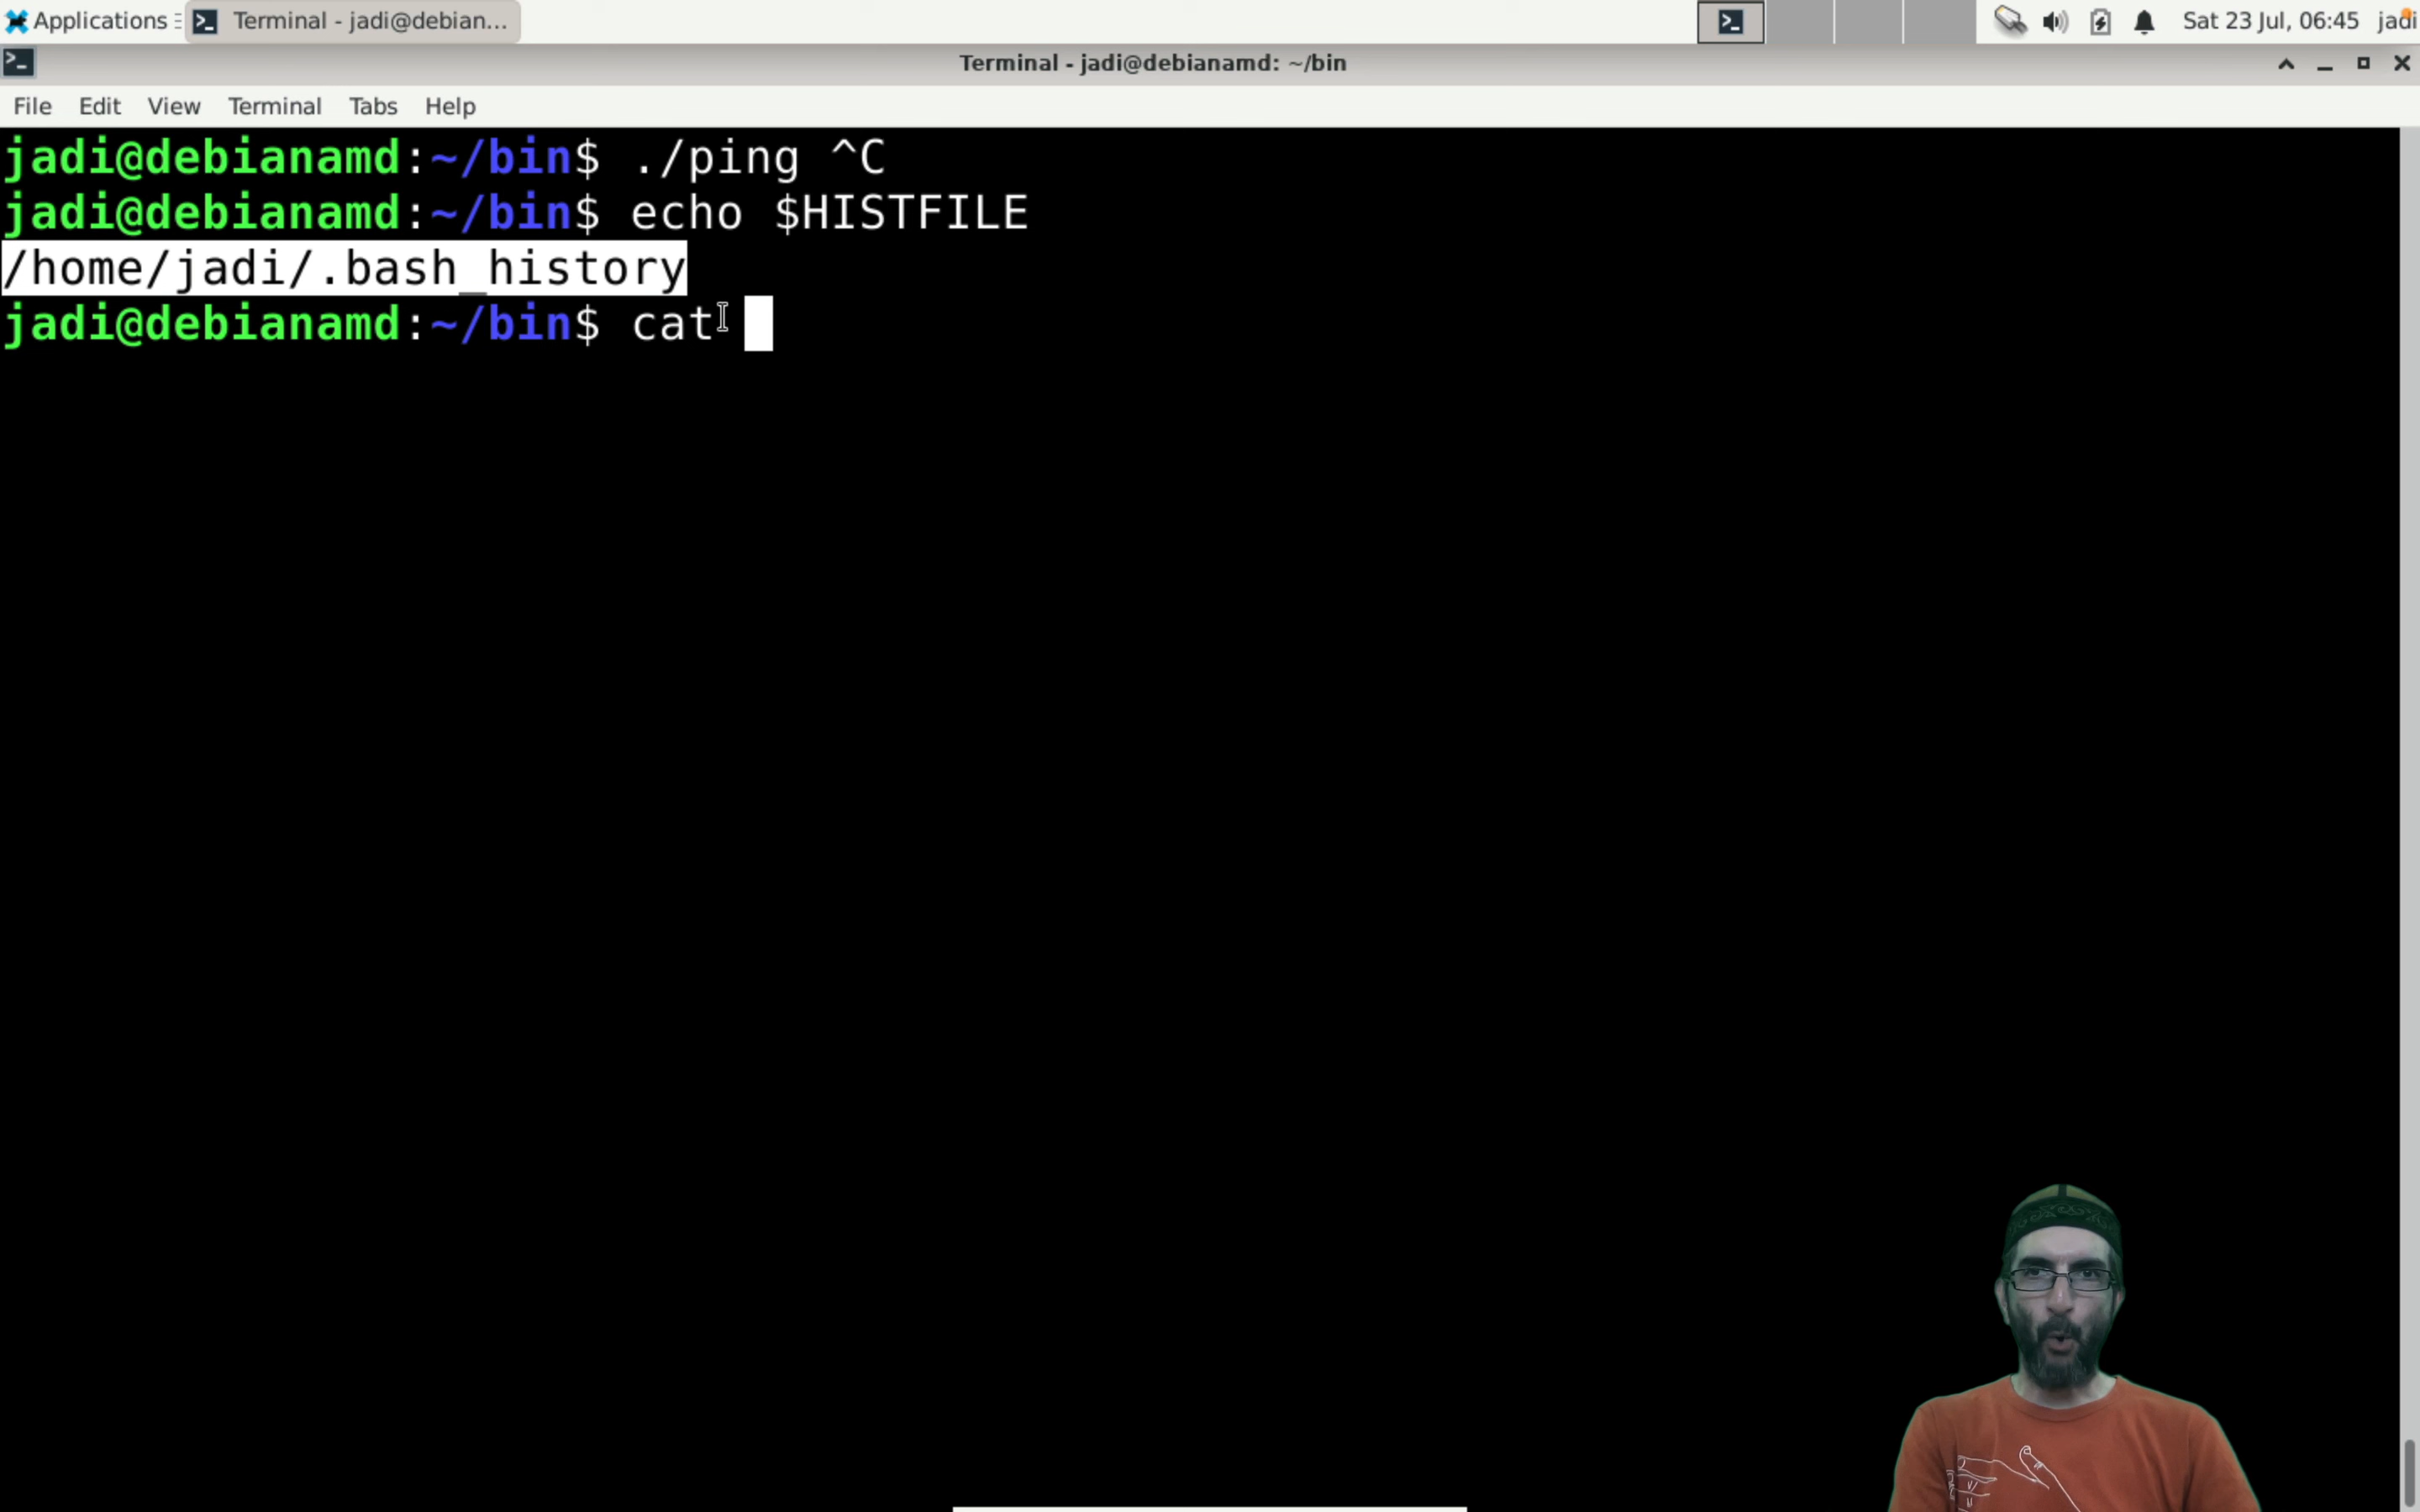 Applications Terminal - jadi@debian... Sat 23 Jul, 06:45 jadi
Terminal - jadi@debianamd: ~/bin
File Edit View Terminal Tabs Help
jadi@debianamd:~/bin$ ./ping ^C
jadi@debianamd:~/bin$ echo $HISTFILE
/home/jadi/.bash_history
jadi@debianamd:~/bin$ cat